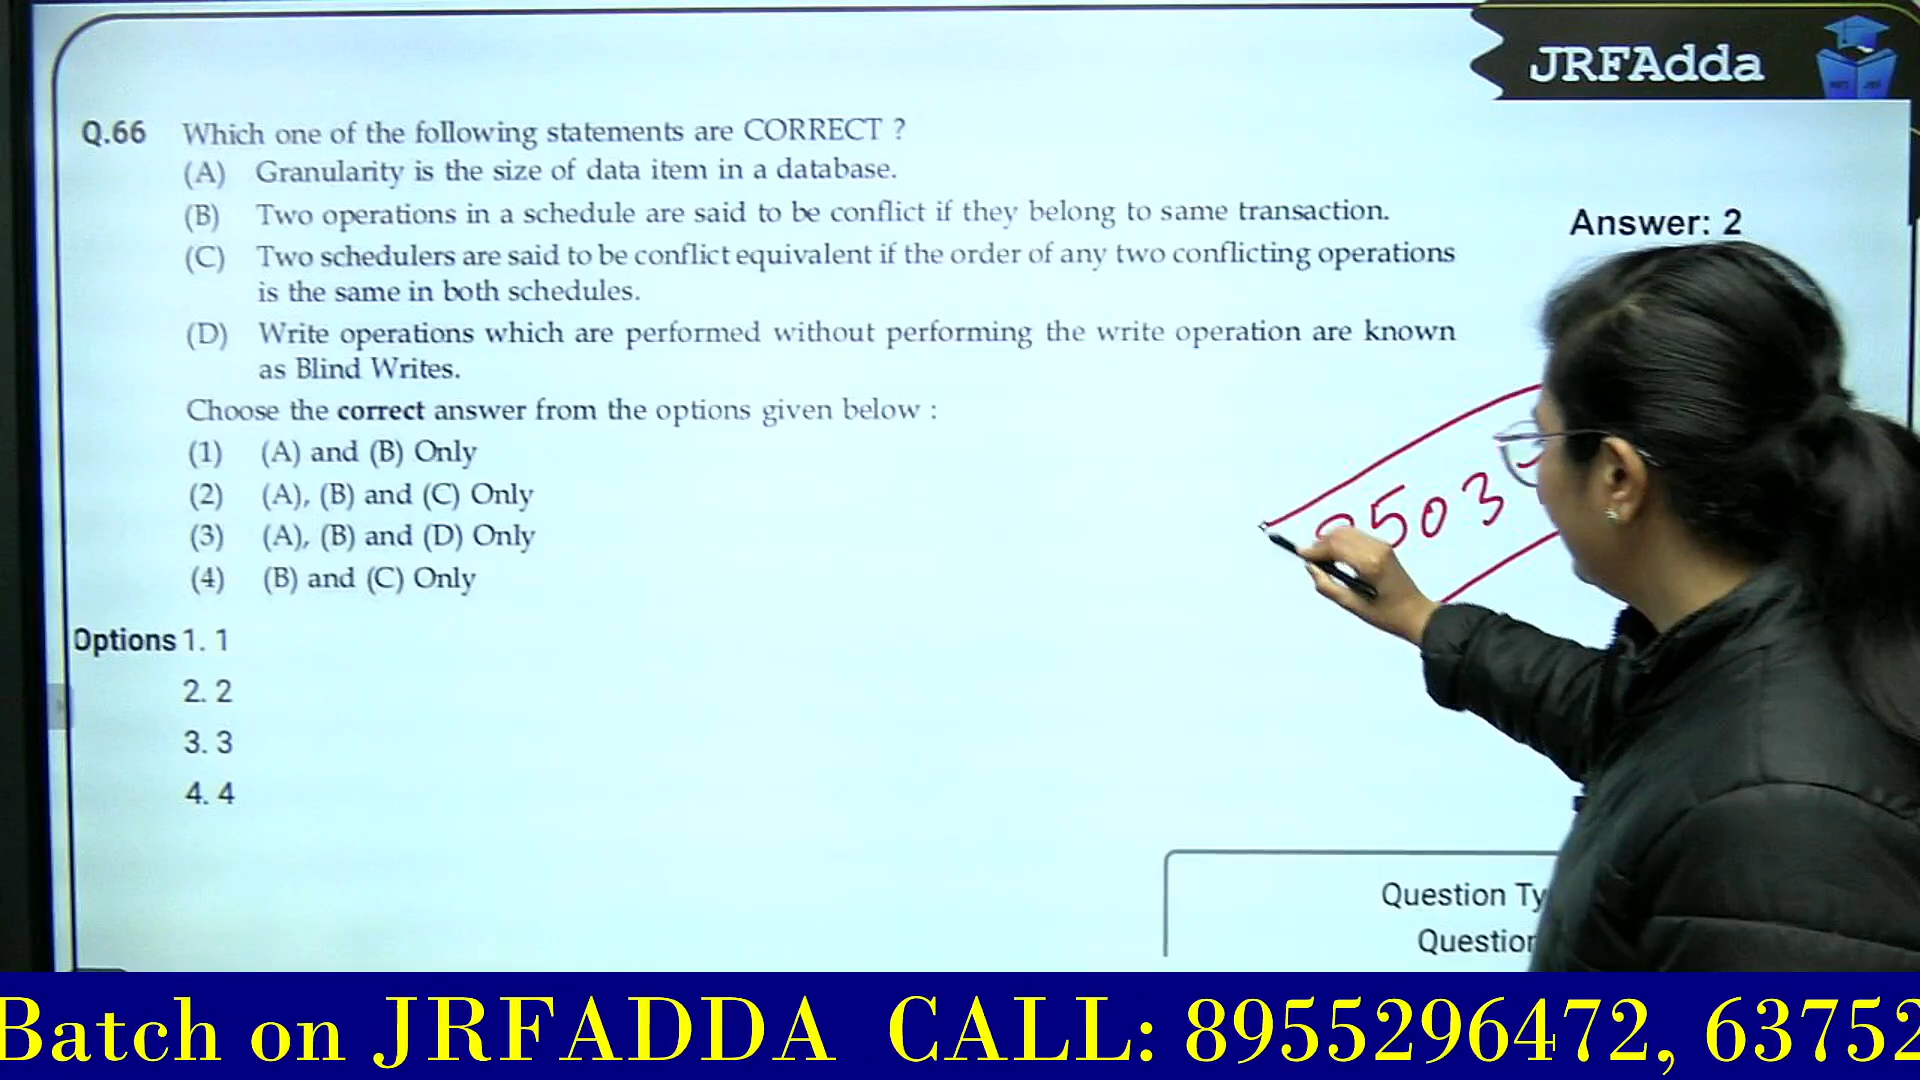 JRFAdda
Q.66 Which one of the following statements are CORRECT ?
(A) Granularity is the size of data item in a database.
(B) Two operations in a schedule are said to be conflict if they belong to same transaction.
Answer: 2
(C) Two schedulers are said to be conflict equivalent if the order of any two conflicting operations
is the same in both schedules.
(D) Write operations which are performed without performing the write operation are known
as Blind Writes.
Choose the correct answer from the options given below :
(1) (A) and (B) Only
(2) (A), (B) and (C) Only
503
(3) (A), (B) and (D) Only
(4) (B) and (C) Only
Options 1. 1
2. 2
3. 3
4. 4
Question Ty
Question
Batch on JRFADDA CALL: 8955296472, 63752